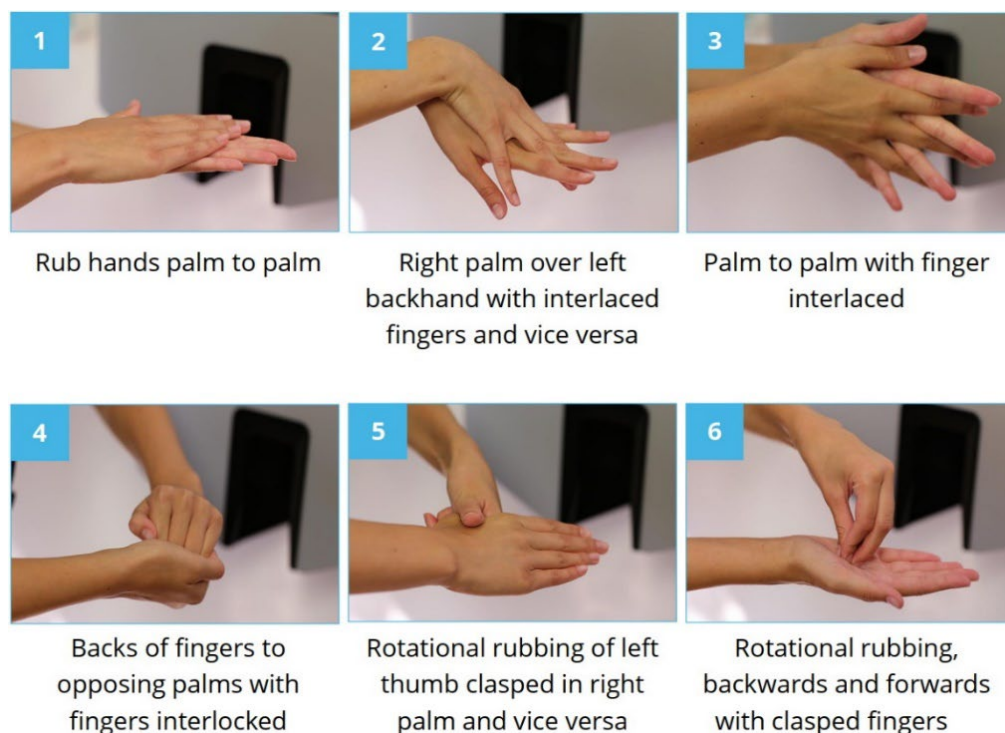 1
Rub hands palm to palm
2
Right palm over left
backhand with interlaced
fingers and vice versa
3
Palm to palm with finger
interlaced
4
Backs of fingers to
opposing palms with
fingers interlocked
5
Rotational rubbing of left
thumb clasped in right
palm and vice versa
6
Rotational rubbing,
backwards and forwards
with clasped fingers